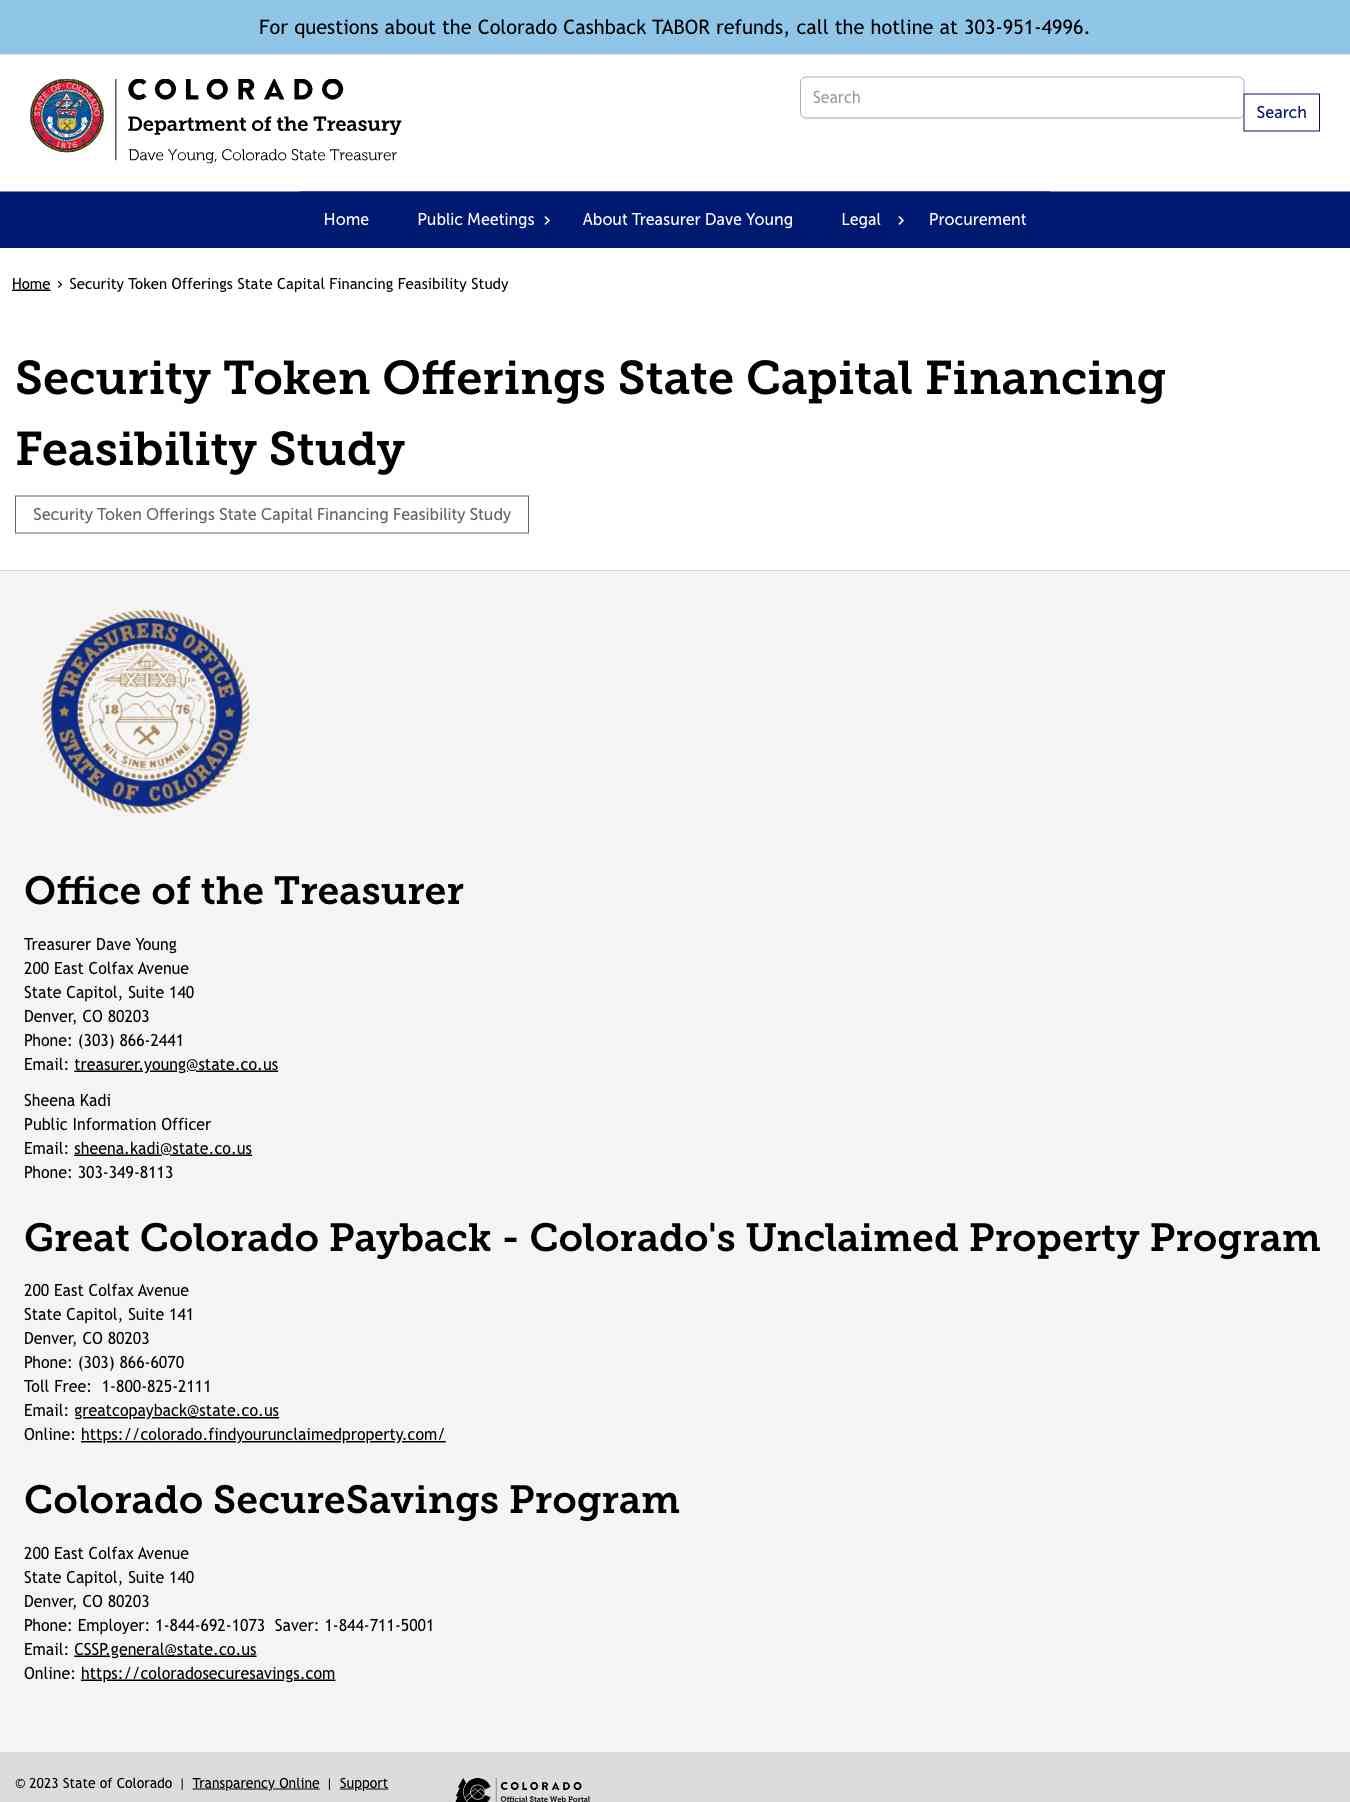 For questions about the Colorado Cashback TABOR refunds, call the hotline at 303-951-4996.
STATE OF COLORADO
1876
COLORADO
Department of the Treasury
Dave Young, Colorado State Treasurer
Search
Search
Home Public Meetings › About Treasurer Dave Young Legal › Procurement
Home › Security Token Offerings State Capital Financing Feasibility Study
Security Token Offerings State Capital Financing
Feasibility Study
Security Token Offerings State Capital Financing Feasibility Study
TREASURERS OFFICE
18 76
NIL SINE NUMINE
STATE OF COLORADO
Office of the Treasurer
Treasurer Dave Young
200 East Colfax Avenue
State Capitol, Suite 140
Denver, CO 80203
Phone: (303) 866-2441
Email: treasurer.young@state.co.us
Sheena Kadi
Public Information Officer
Email: sheena.kadi@state.co.us
Phone: 303-349-8113
Great Colorado Payback - Colorado's Unclaimed Property Program
200 East Colfax Avenue
State Capitol, Suite 141
Denver, CO 80203
Phone: (303) 866-6070
Toll Free:  1-800-825-2111
Email: greatcopayback@state.co.us
Online: https://colorado.findyourunclaimedproperty.com/
Colorado SecureSavings Program
200 East Colfax Avenue
State Capitol, Suite 140
Denver, CO 80203
Phone: Employer: 1-844-692-1073  Saver: 1-844-711-5001
Email: CSSP.general@state.co.us
Online: https://coloradosecuresavings.com
© 2023 State of Colorado | Transparency Online | Support
COLORADO
Official State Web Portal